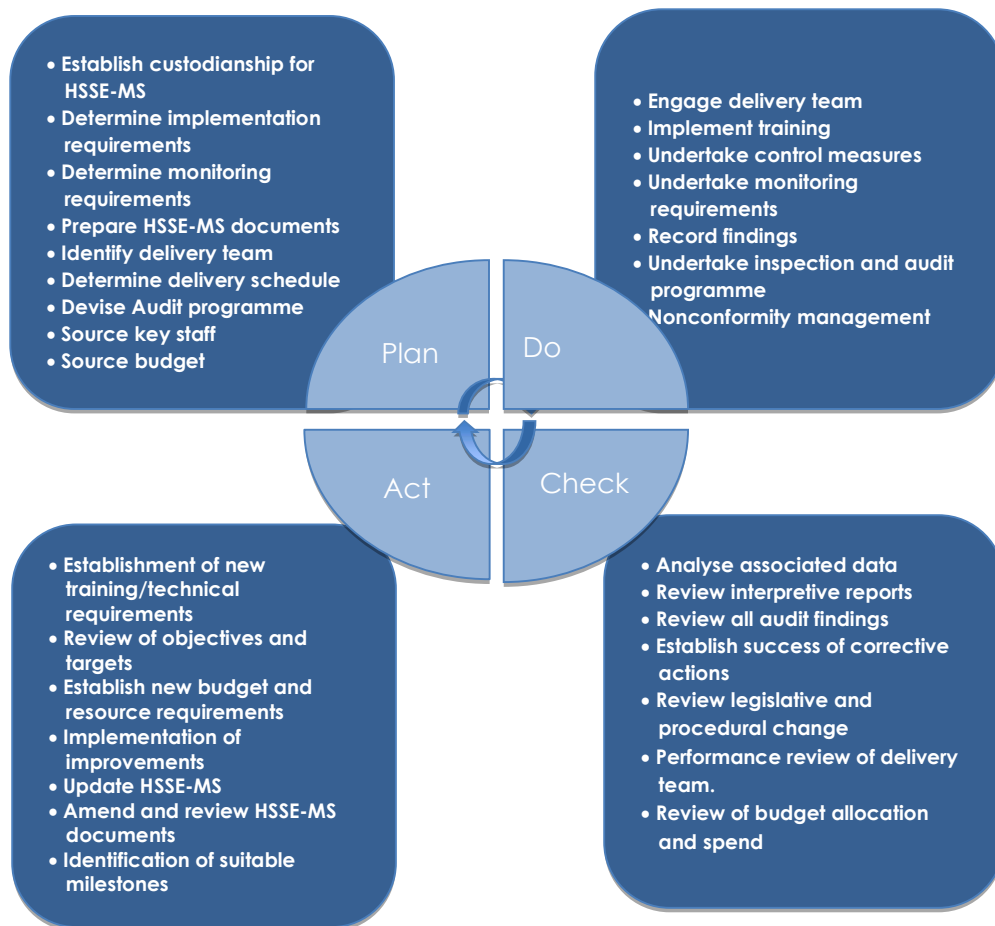 • Establish custodianship for
HSSE-MS
• Determine implementation
requirements
• Determine monitoring
requirements
• Prepare HSSE-MS documents
• Identify delivery team
• Determine delivery schedule
• Devise Audit programme
• Source key staff
• Source budget
• Engage delivery team
• Implement training
• Undertake control measures
• Undertake monitoring
requirements
• Record findings
• Undertake inspection and audit
programme
Nonconformity management
Plan
Do
Act
Check
• Establishment of new
training/technical
requirements
• Review of objectives and
targets
• Establish new budget and
resource requirements
• Implementation of
improvements
• Update HSSE-MS
• Amend and review HSSE-MS
documents
• Identification of suitable
milestones
• Analyse associated data
• Review interpretive reports
• Review all audit findings
• Establish success of corrective
actions
• Review legislative and
procedural change
• Performance review of delivery
team.
• Review of budget allocation
and spend